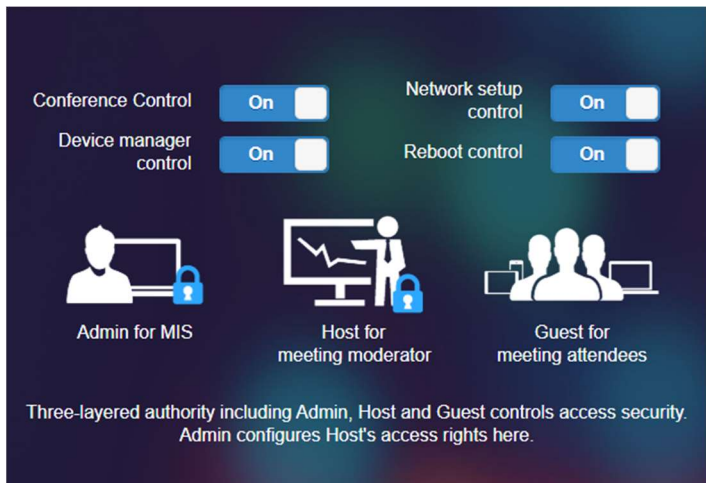 Conference Control
On
Network setup
control
On
Device manager
control
On
Reboot control
On
Admin for MIS
Host for
meeting moderator
Guest for
meeting attendees
Three-layered authority including Admin, Host and Guest controls access security.
Admin configures Host's access rights here.